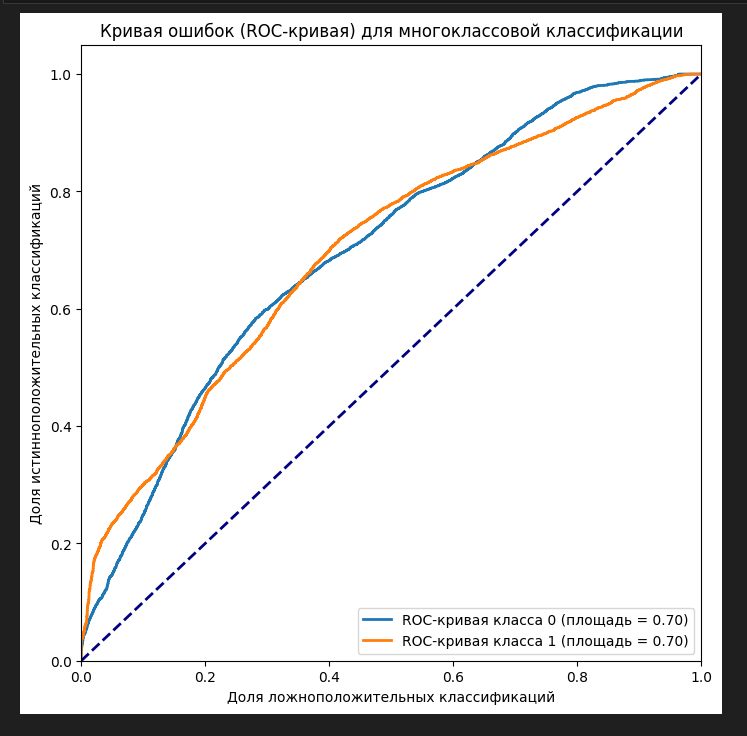 Кривая ошибок (ROC-кривая) для многоклассовой классификации
Доля истинноположительных классификаций
1.0
0.8
0.6
0.4
0.2
0.0
ROC-кривая класса 0 (площадь = 0.70)
ROC-кривая класса 1 (площадь = 0.70)
0.0 0.2 0.4 0.6 0.8 1.0
Доля ложноположительных классификаций